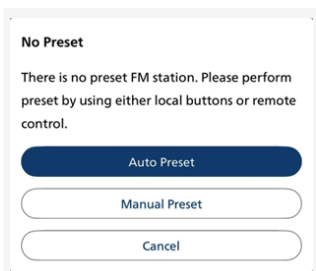 No Preset
There is no preset FM station. Please perform
preset by using either local buttons or remote
control.
Auto Preset
Manual Preset
Cancel